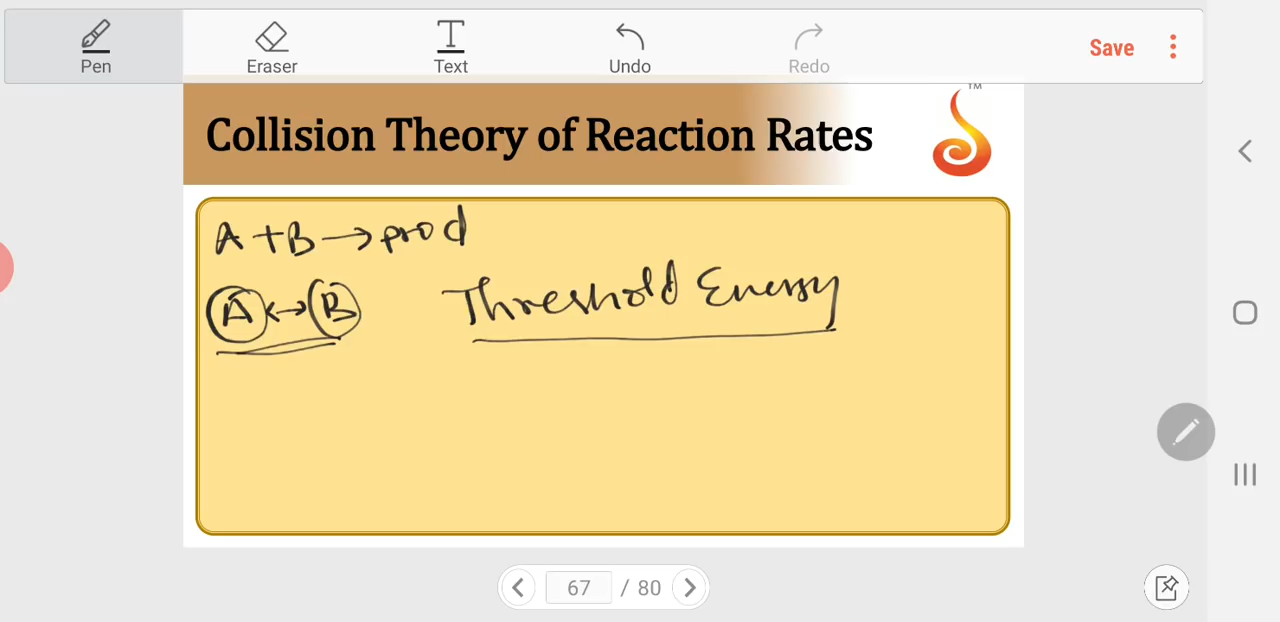 Pen
Eraser
Text
Undo
Redo
Save
TM
Collision Theory of Reaction Rates
A + B → prod
A ↔ B
Threshold Energy
67 / 80